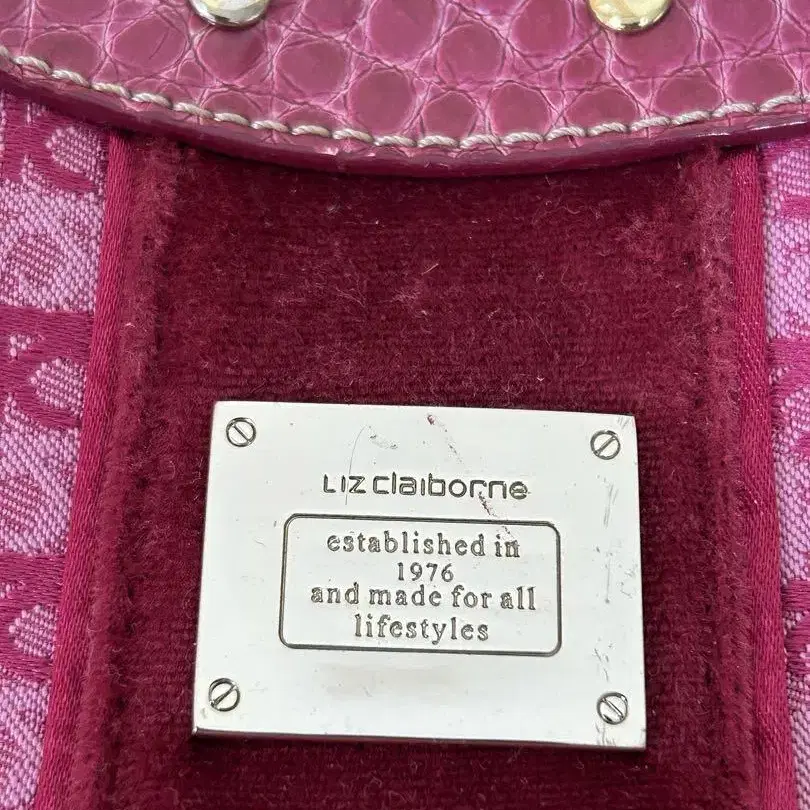 Liz claiborne
established in
1976
and made for all
lifestyles